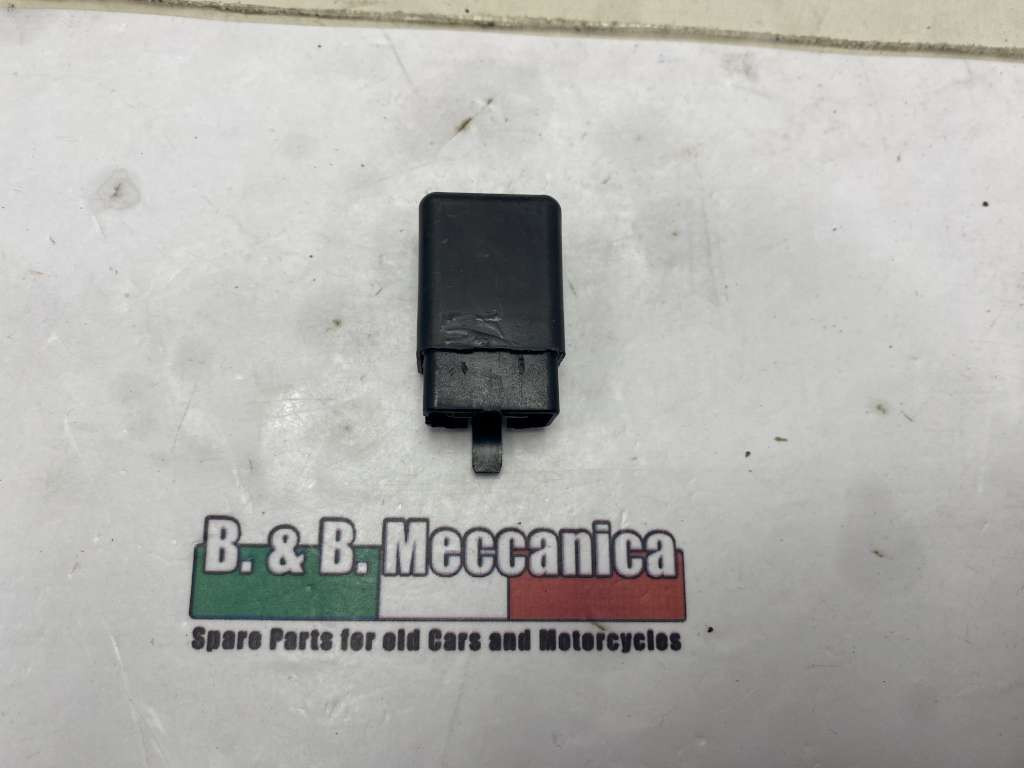 B. & B. Meccanica
Spare Parts for old Cars and Motorcycles